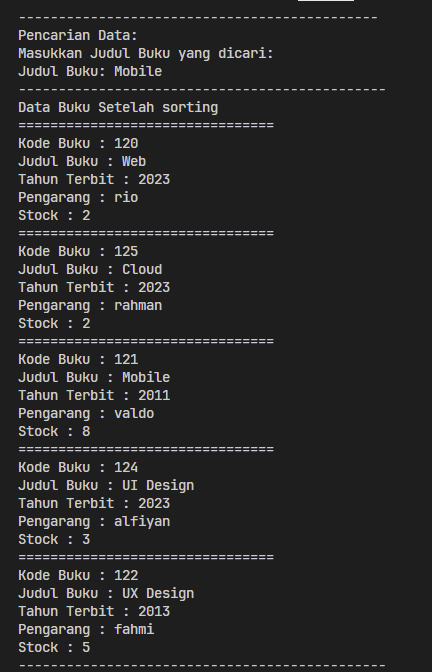 ---------------------------------------------
Pencarian Data:
Masukkan Judul Buku yang dicari:
Judul Buku: Mobile
----------------------------------------------
Data Buku Setelah sorting
================================
Kode Buku : 120
Judul Buku : Web
Tahun Terbit : 2023
Pengarang : rio
Stock : 2
================================
Kode Buku : 125
Judul Buku : Cloud
Tahun Terbit : 2023
Pengarang : rahman
Stock : 2
================================
Kode Buku : 121
Judul Buku : Mobile
Tahun Terbit : 2011
Pengarang : valdo
Stock : 8
================================
Kode Buku : 124
Judul Buku : UI Design
Tahun Terbit : 2023
Pengarang : alfiyan
Stock : 3
================================
Kode Buku : 122
Judul Buku : UX Design
Tahun Terbit : 2013
Pengarang : fahmi
Stock : 5
----------------------------------------------